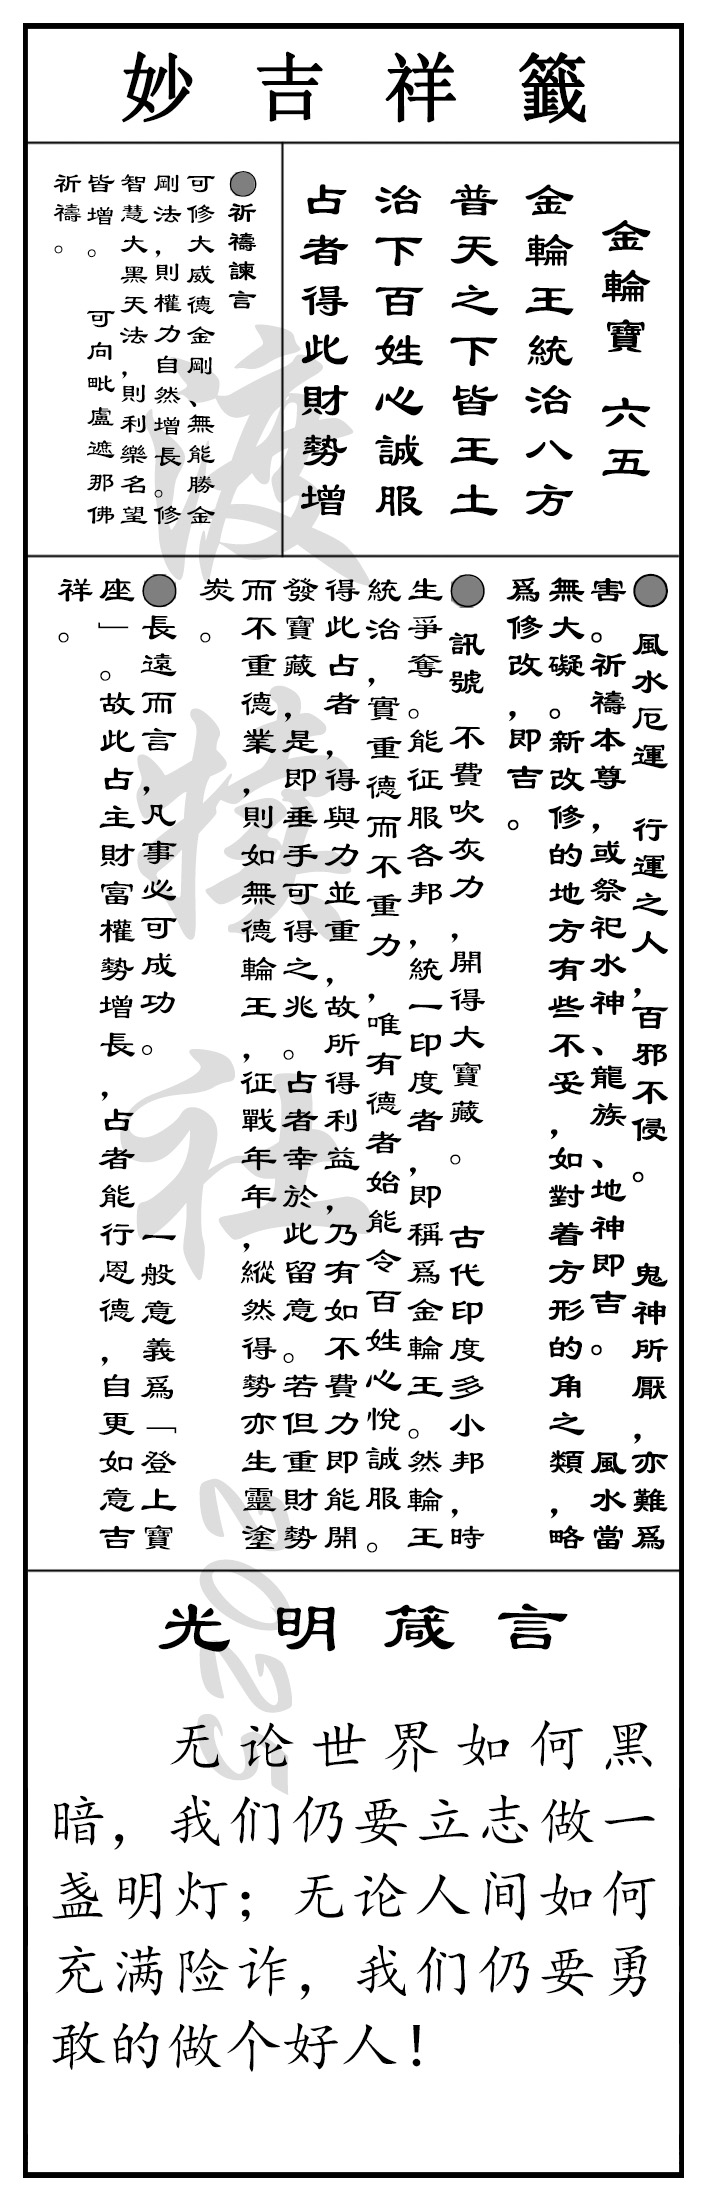 妙吉祥籤
金輪寶 六五
金輪王統治八方
普天之下皆王土
治下百姓心誠服
占者得此財勢增
●祈禱諫言
可修大威德金剛、無能勝金
剛法，則權力自然增長。修
智慧大黑天法，則利樂名望
皆增。 可向毗盧遮那佛
祈禱。
● 風水厄運 行運之人，百邪不侵。 鬼神所厭，亦難爲
害。祈禱本尊，或祭祀水神、龍族、地神即吉。 風水當
無大礙。新改修的地方有些不妥，如對着方形的角之類，略
爲修改，即吉。
● 訊號 不費吹灰力，開得大寶藏。 古代印度多小邦，時
生爭奪。能征服各邦，統一印度者，即稱爲金輪王。然輪王
統治，實重德而不重力，唯有德者始能令百姓心悅誠服。
得此占者，得與力並重，故所得利益，乃有如不費力即能開
發寶藏，是即垂手可得之兆。占者幸於此留意。若但重財勢
而不重德業，則如無德輪王，征戰年年，縱然得勢亦生靈塗
炭。
●長遠而言，凡事必可成功。 一般意義爲「登上寶
座」。故此占主財富權勢增長，占者能行恩德，自更如意吉
祥。
渡犊社 2025
光明箴言
无论世界如何黑
暗，我们仍要立志做一
盏明灯；无论人间如何
充满险诈，我们仍要勇
敢的做个好人！